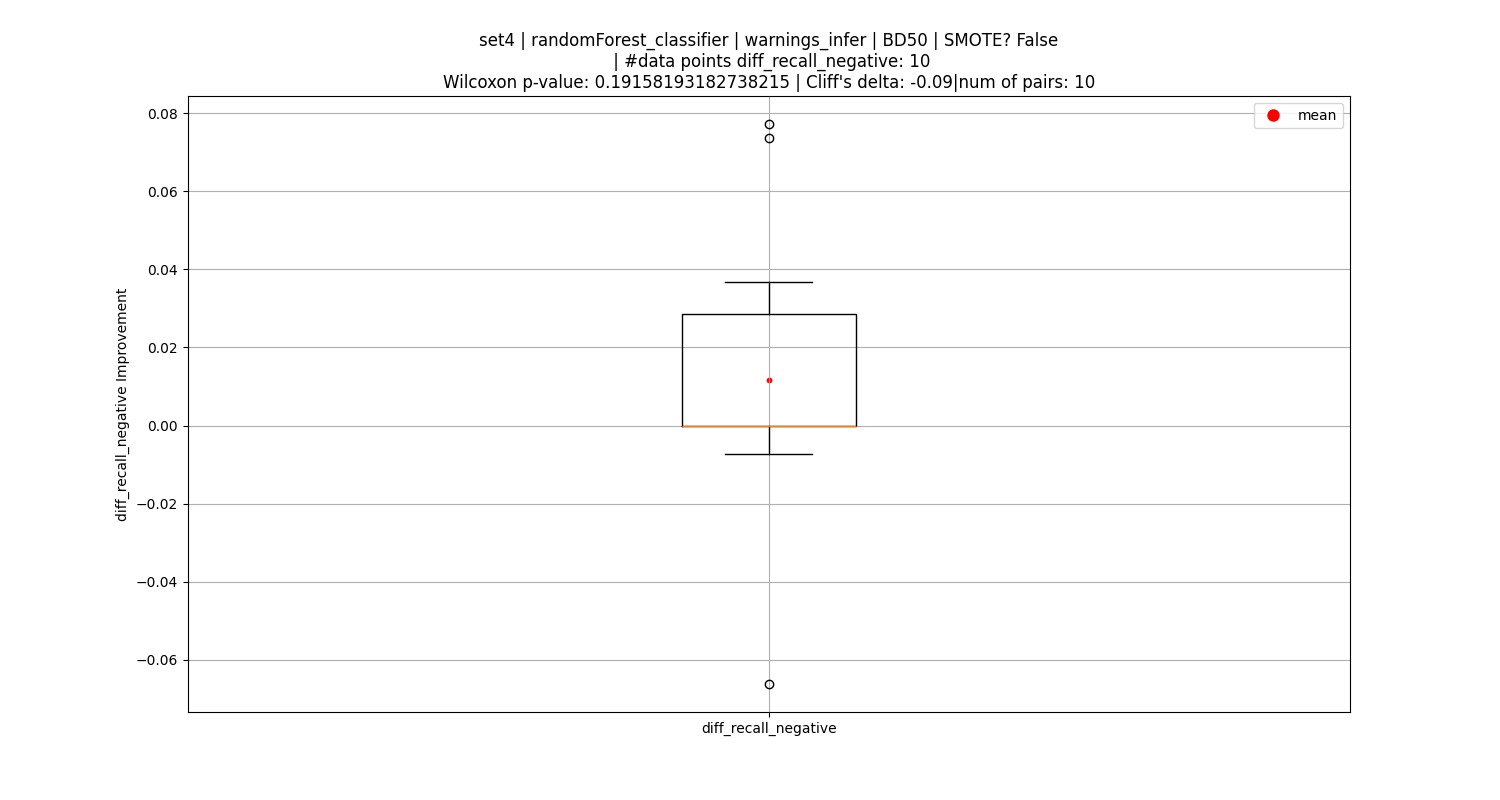 set4 | randomForest_classifier | warnings_infer | BD50 | SMOTE? False
| #data points diff_recall_negative: 10
Wilcoxon p-value: 0.19158193182738215 | Cliff's delta: -0.09|num of pairs: 10
mean
0.08
0.06
0.04
0.02
0.00
−0.02
−0.04
−0.06
diff_recall_negative Improvement
diff_recall_negative